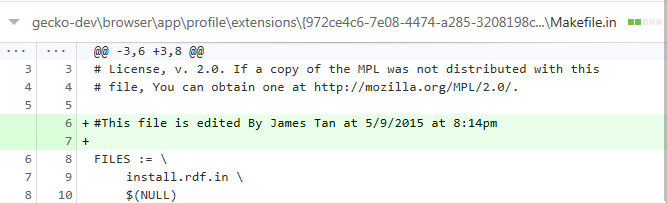 gecko-dev\browser\app\profile\extensions\{972ce4c6-7e08-4474-a285-3208198c...\Makefile.in
... ... @@ -3,6 +3,8 @@
3 3 # License, v. 2.0. If a copy of the MPL was not distributed with this
4 4 # file, You can obtain one at http://mozilla.org/MPL/2.0/.
5 5
6 + #This file is edited By James Tan at 5/9/2015 at 8:14pm
7 +
6 8 FILES := \
7 9 install.rdf.in \
8 10 $(NULL)